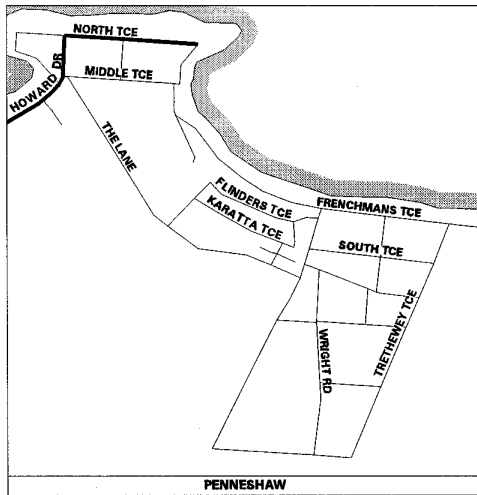 NORTH TCE
HOWARD DR
MIDDLE TCE
THE LANE
FLINDERS TCE
KARATTA TCE
FRENCHMANS TCE
SOUTH TCE
TRETHEWEY TCE
WRIGHT RD
PENNESHAW